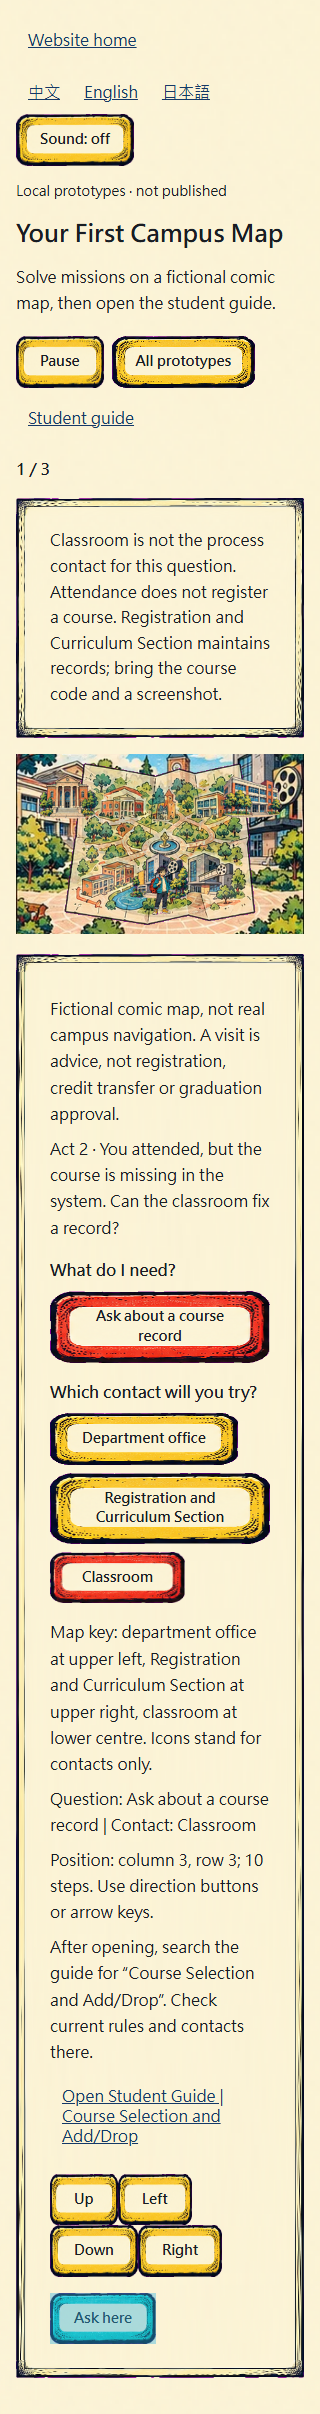 Website home
中文 English 日本語
Sound: off
Local prototypes · not published
Your First Campus Map
Solve missions on a fictional comic
map, then open the student guide.
Pause All prototypes
Student guide
1 / 3
Classroom is not the process
contact for this question.
Attendance does not register
a course. Registration and
Curriculum Section maintains
records; bring the course
code and a screenshot.
Fictional comic map, not real
campus navigation. A visit is
advice, not registration,
credit transfer or graduation
approval.
Act 2 · You attended, but the
course is missing in the
system. Can the classroom fix
a record?
What do I need?
Ask about a course
record
Which contact will you try?
Department office
Registration and
Curriculum Section
Classroom
Map key: department office
at upper left, Registration
and Curriculum Section at
upper right, classroom at
lower centre. Icons stand for
contacts only.
Question: Ask about a course
record | Contact: Classroom
Position: column 3, row 3; 10
steps. Use direction buttons
or arrow keys.
After opening, search the
guide for “Course Selection
and Add/Drop”. Check
current rules and contacts
there.
Open Student Guide |
Course Selection and
Add/Drop
Up Left
Down Right
Ask here